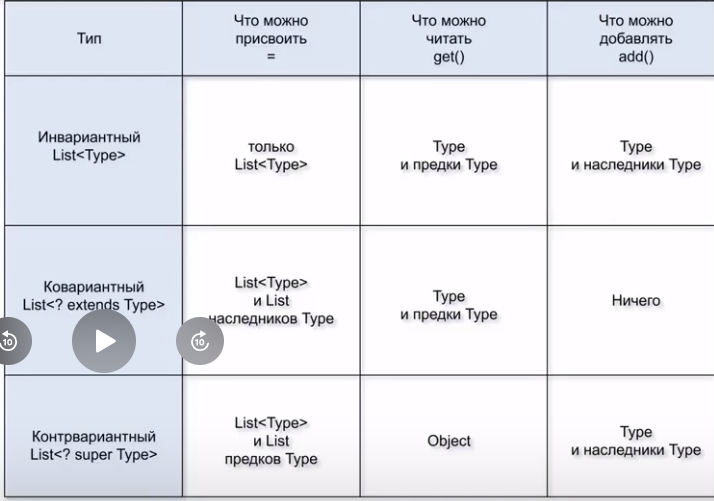 Тип
Что можно
присвоить
=
Что можно
читать
get()
Что можно
добавлять
add()
Инвариантный
List<Type>
только
List<Type>
Type
и предки Type
Type
и наследники Type
Ковариантный
List<? extends Type>
List<Type>
и List
наследников Type
Type
и предки Type
Ничего
10
10
Контрвариантный
List<? super Type>
List<Type>
и List
предков Type
Object
Type
и наследники Type